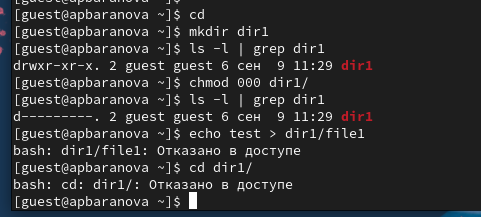 [guest@apbaranova ~]$ cd
[guest@apbaranova ~]$ mkdir dir1
[guest@apbaranova ~]$ ls -l | grep dir1
drwxr-xr-x. 2 guest guest 6 сен  9 11:29 dir1
[guest@apbaranova ~]$ chmod 000 dir1/
[guest@apbaranova ~]$ ls -l | grep dir1
d---------. 2 guest guest 6 сен  9 11:29 dir1
[guest@apbaranova ~]$ echo test > dir1/file1
bash: dir1/file1: Отказано в доступе
[guest@apbaranova ~]$ cd dir1/
bash: cd: dir1/: Отказано в доступе
[guest@apbaranova ~]$